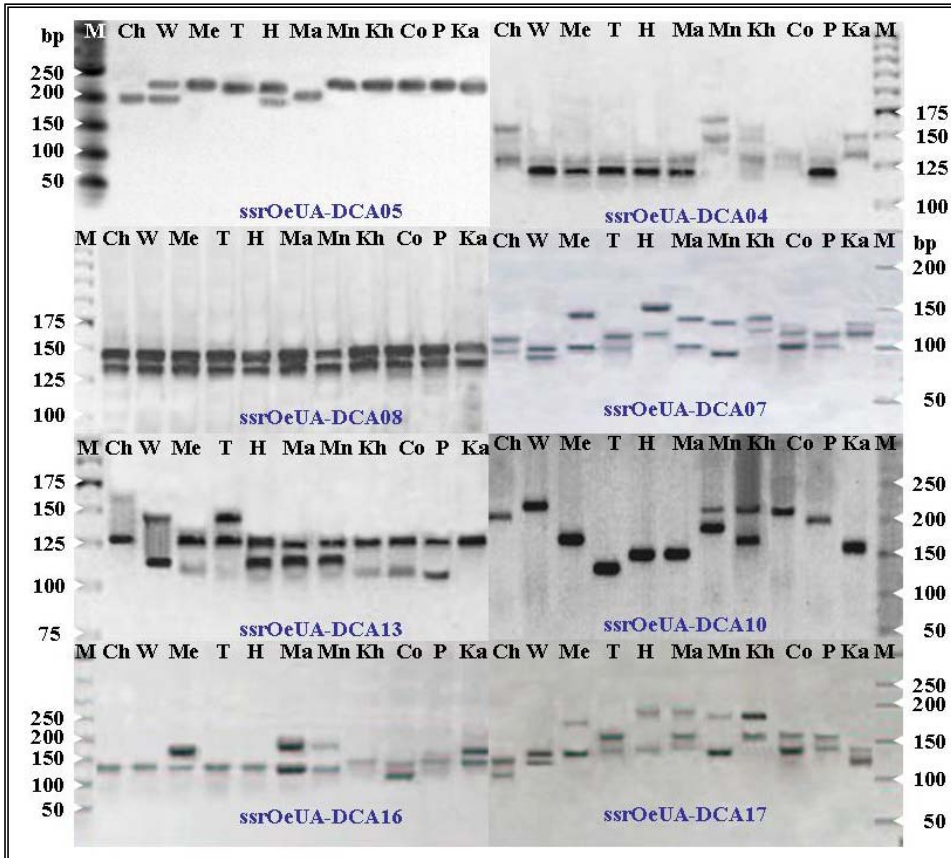 bp M Ch W Me T H Ma Mn Kh Co P Ka
250
200
150
100
50
ssrOeUA-DCA05
Ch W Me T H Ma Mn Kh Co P Ka M
175
150
125
100
ssrOeUA-DCA04
M Ch W Me T H Ma Mn Kh Co P Ka
175
150
125
100
ssrOeUA-DCA08
Ch W Me T H Ma Mn Kh Co P Ka M bp
200
150
100
50
ssrOeUA-DCA07
M Ch W Me T H Ma Mn Kh Co P Ka
175
150
125
100
75
ssrOeUA-DCA13
Ch W Me T H Ma Mn Kh Co P Ka M
250
200
150
100
50
ssrOeUA-DCA10
M Ch W Me T H Ma Mn Kh Co P Ka
250
200
150
100
50
ssrOeUA-DCA16
Ch W Me T H Ma Mn Kh Co P Ka M
250
200
150
100
50
ssrOeUA-DCA17